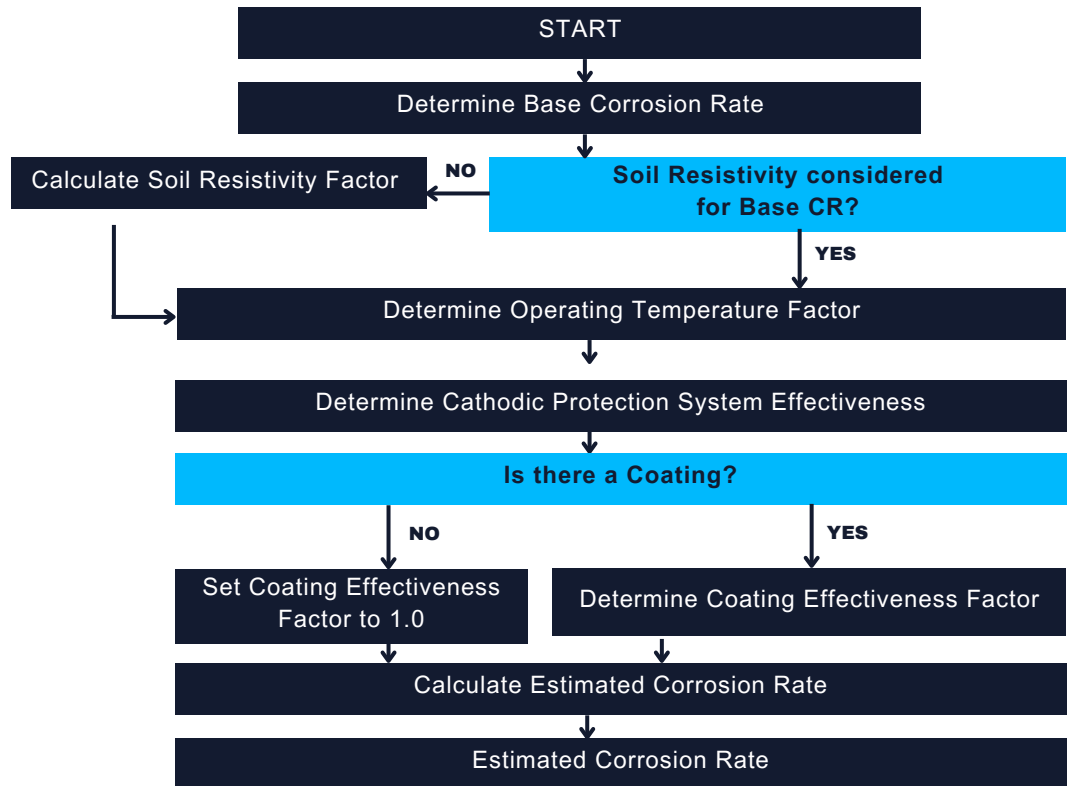 START
Determine Base Corrosion Rate
Calculate Soil Resistivity Factor
NO
Soil Resistivity considered
for Base CR?
YES
Determine Operating Temperature Factor
Determine Cathodic Protection System Effectiveness
Is there a Coating?
NO
YES
Set Coating Effectiveness
Factor to 1.0
Determine Coating Effectiveness Factor
Calculate Estimated Corrosion Rate
Estimated Corrosion Rate